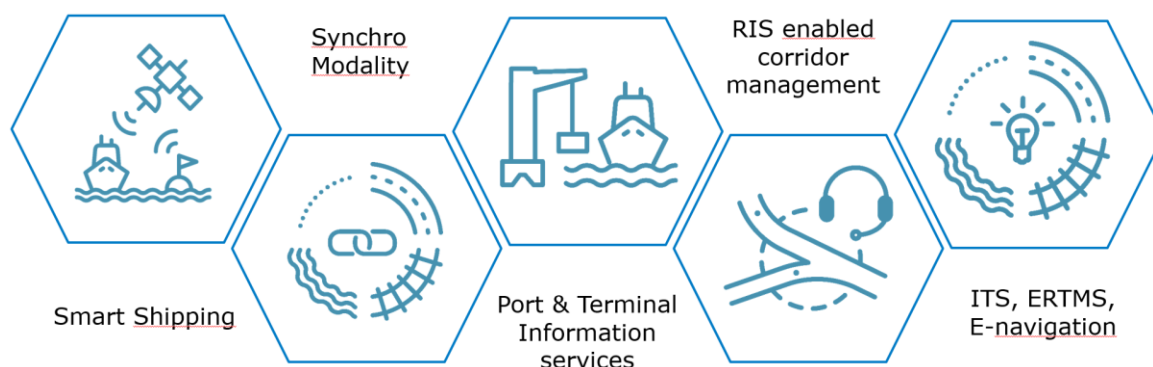 Synchro
Modality
RIS enabled
corridor
management
Smart Shipping
Port & Terminal
Information
services
ITS, ERTMS,
E-navigation